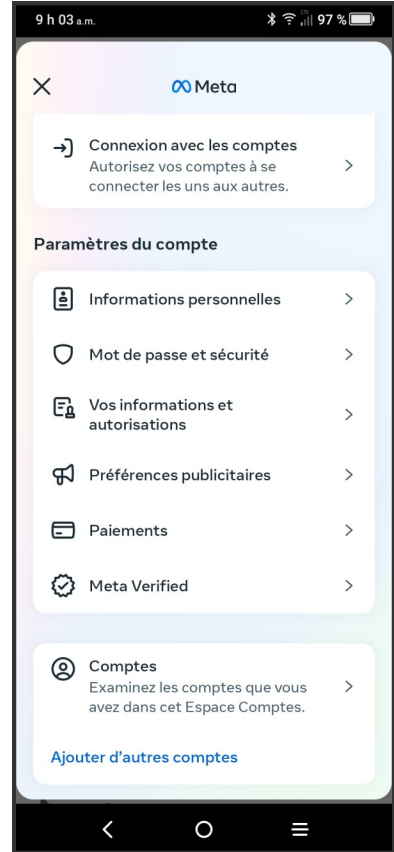 9 h 03 a.m.
LTE
97 %
Meta
Connexion avec les comptes
Autorisez vos comptes à se
connecter les uns aux autres.
Paramètres du compte
Informations personnelles
Mot de passe et sécurité
Vos informations et
autorisations
Préférences publicitaires
Paiements
Meta Verified
Comptes
Examinez les comptes que vous
avez dans cet Espace Comptes.
Ajouter d’autres comptes